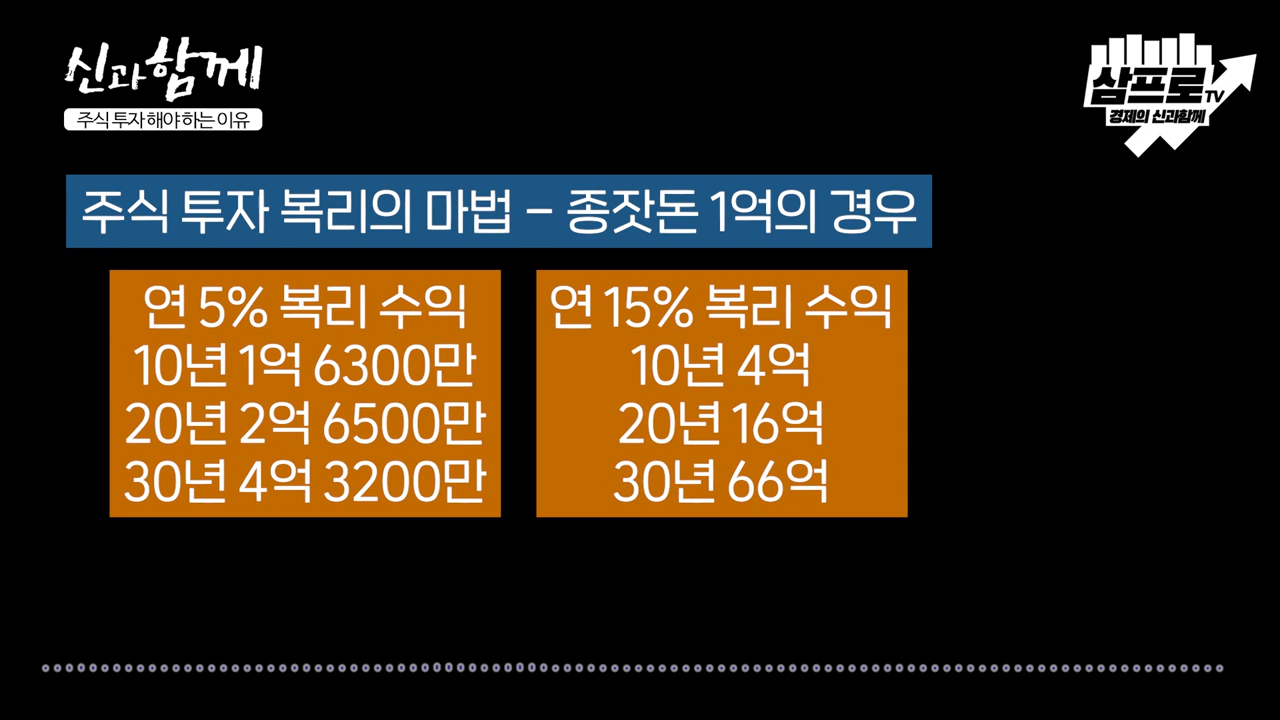 신과함께
주식 투자 해야 하는 이유
삼프로TV
경제의 신과함께
주식 투자 복리의 마법 – 종잣돈 1억의 경우
연 5% 복리 수익
10년 1억 6300만
20년 2억 6500만
30년 4억 3200만
연 15% 복리 수익
10년 4억
20년 16억
30년 66억